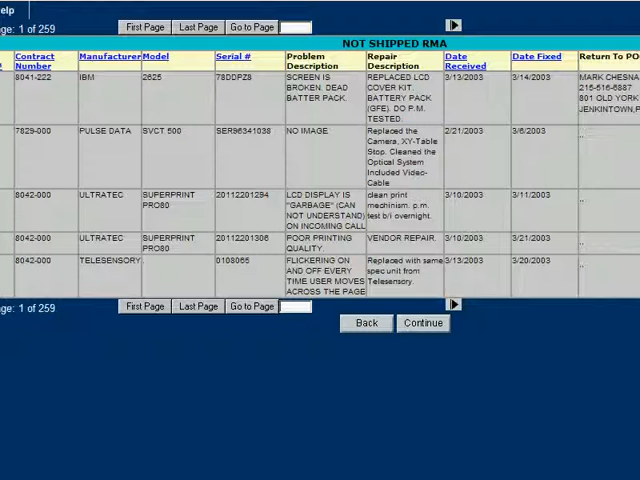 elp
ge: 1 of 259 First Page Last Page Go to Page
NOT SHIPPED RMA
Contract Number Manufacturer Model Serial # Problem Description Repair Description Date Received Date Fixed Return To PO
8041-222 IBM 2625 78DDPZ8 SCREEN IS REPLACED LCD 3/13/2003 3/14/2003 MARK CHESNA
BROKEN. DEAD COVER KIT. 215-516-6887
BATTER PACK. BATTERY PACK 801 OLD YORK
(GFE). DO P.M. JENKINTOWN,P
TESTED.
7829-000 PULSE DATA SVCT 500 SER96341038 NO IMAGE Replaced the 2/21/2003 3/6/2003 ..
Camera, XY-Table
Stop. Cleaned the
Optical System
Included Video-
Cable
8042-000 ULTRATEC SUPERPRINT 20112201294 LCD DISPLAY IS clean print 3/10/2003 3/11/2003 ..
PRO80 "GARBAGE" (CAN mechinism. p.m.
NOT UNDERSTAND) test b/i overnight.
ON INCOMING CALL
8042-000 ULTRATEC SUPERPRINT 20112201306 POOR PRINTING VENDOR REPAIR. 3/10/2003 3/21/2003 ..
PRO80 QUALITY.
8042-000 TELESENSORY . 0108065 FLICKERING ON Replaced with same 3/13/2003 3/20/2003 ..
AND OFF EVERY spec unit from
TIME USER MOVES Telesensory.
ACROSS THE PAGE
ge: 1 of 259 First Page Last Page Go to Page
Back Continue